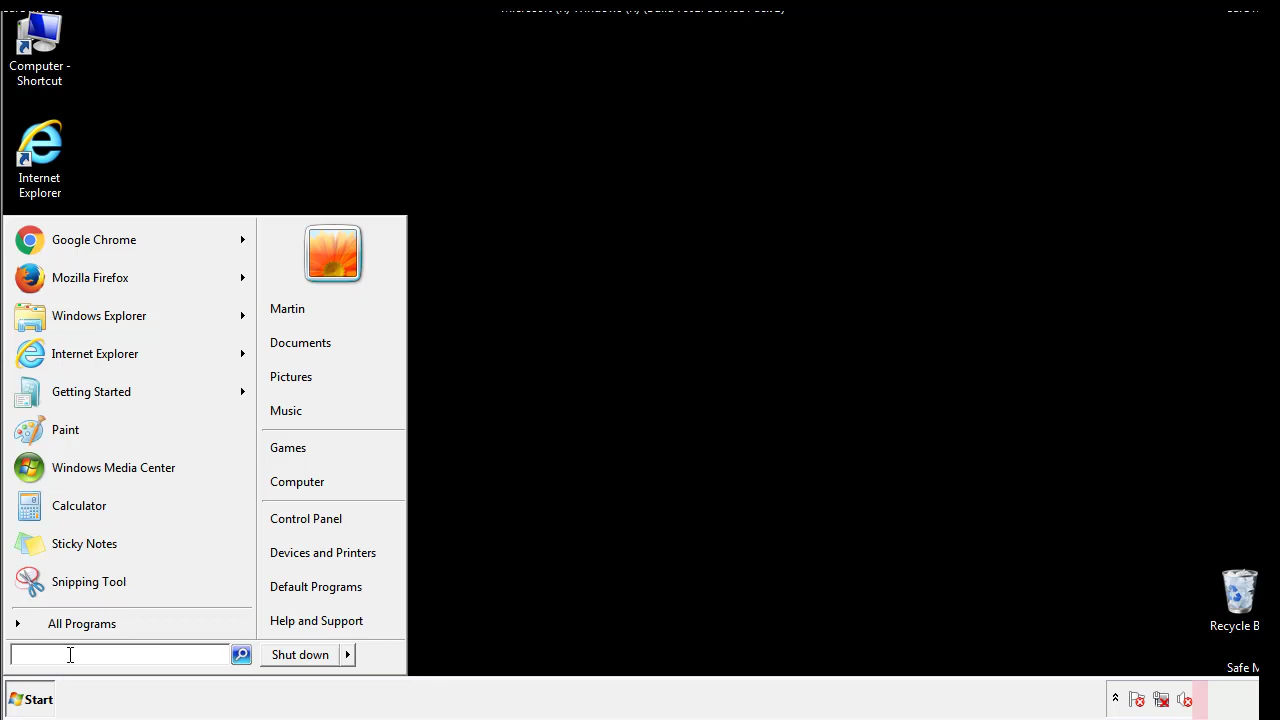 Computer -
Shortcut
Internet
Explorer
Google Chrome
Mozilla Firefox
Windows Explorer
Internet Explorer
Getting Started
Paint
Windows Media Center
Calculator
Sticky Notes
Snipping Tool
All Programs
Martin
Documents
Pictures
Music
Games
Computer
Control Panel
Devices and Printers
Default Programs
Help and Support
Shut down
Recycle B
Safe M
Start